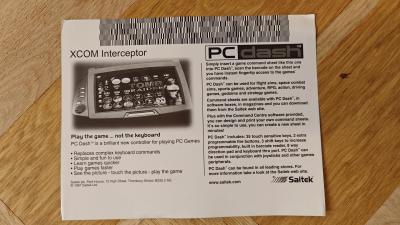 XCOM Interceptor
PC dash™
Simply insert a game command sheet like this one
into PC Dash™, scan the barcode on the sheet and
you have instant fingertip access to the games
commands.
PC Dash™ can be used for flight sims, space combat
sims, sports games, adventure, RPG, action, driving
games, godsims and strategy games.
Command sheets are available with PC Dash™, in
software boxes, in magazines and you can download
them from the Saitek web site.
Plus with the Command Centre software provided,
you can design and print your own command sheets.
It's so simple to use, you can create a new sheet in
minutes!
PC Dash™ includes: 35 touch sensitive keys, 2 extra
programmable fire buttons, 3 shift keys to increase
programmability, built in barcode reader, 8 way
direction pad and keyboard thru port. PC Dash™ can
be used in conjunction with joysticks and other games
peripherals.
PC Dash™ can be found in all leading stores. For
more information take a look at the Saitek web site.
www.saitek.com
Saitek
Play the game ... not the keyboard
PC Dash™ is a brilliant new controller for playing PC Games
• Replaces complex keyboard commands
• Simple and fun to use
• Learn games quicker
• Play games faster
• See the picture - touch the picture - play the game
© 1997 Saitek Ltd